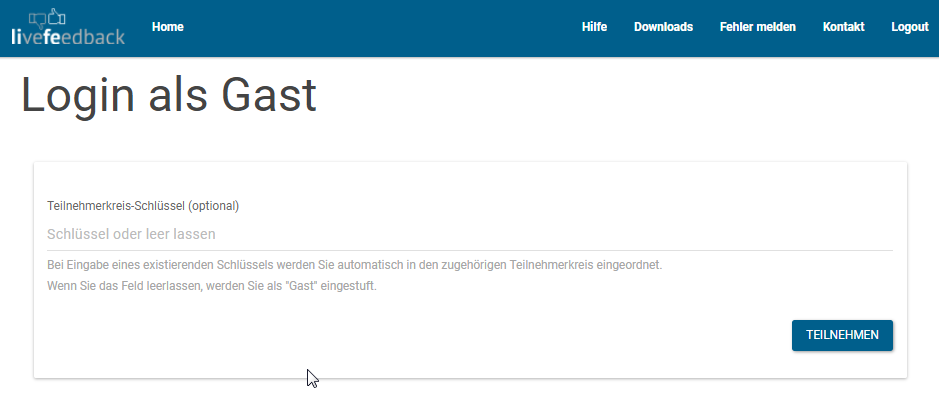 livefeedback Home Hilfe Downloads Fehler melden Kontakt Logout
Login als Gast
Teilnehmerkreis-Schlüssel (optional)
Schlüssel oder leer lassen
Bei Eingabe eines existierenden Schlüssels werden Sie automatisch in den zugehörigen Teilnehmerkreis eingeordnet.
Wenn Sie das Feld leerlassen, werden Sie als "Gast" eingestuft.
TEILNEHMEN